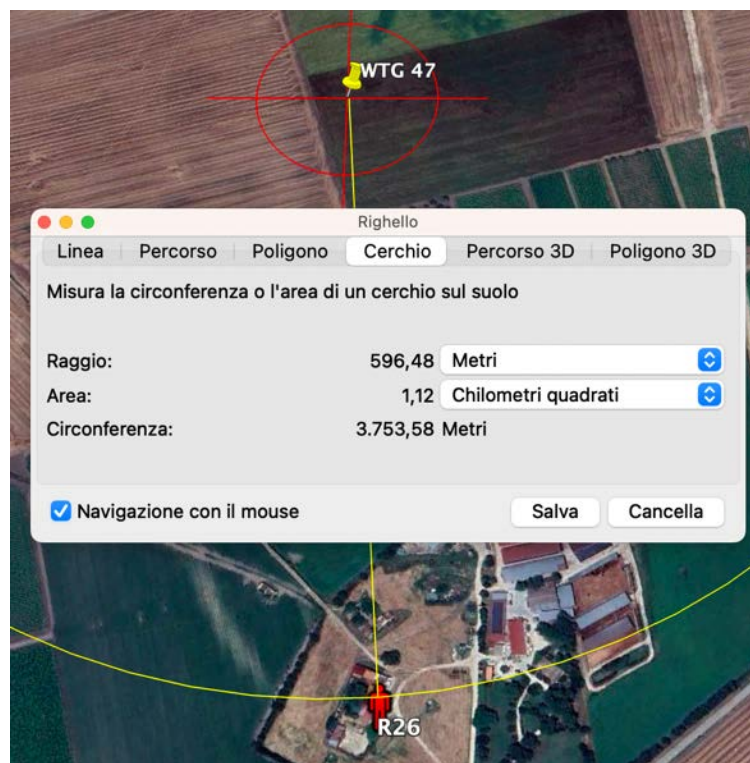 WTG 47
Righello
Linea Percorso Poligono Cerchio Percorso 3D Poligono 3D
Misura la circonferenza o l'area di un cerchio sul suolo
Raggio: 596,48 Metri
Area: 1,12 Chilometri quadrati
Circonferenza: 3.753,58 Metri
Navigazione con il mouse Salva Cancella
R26